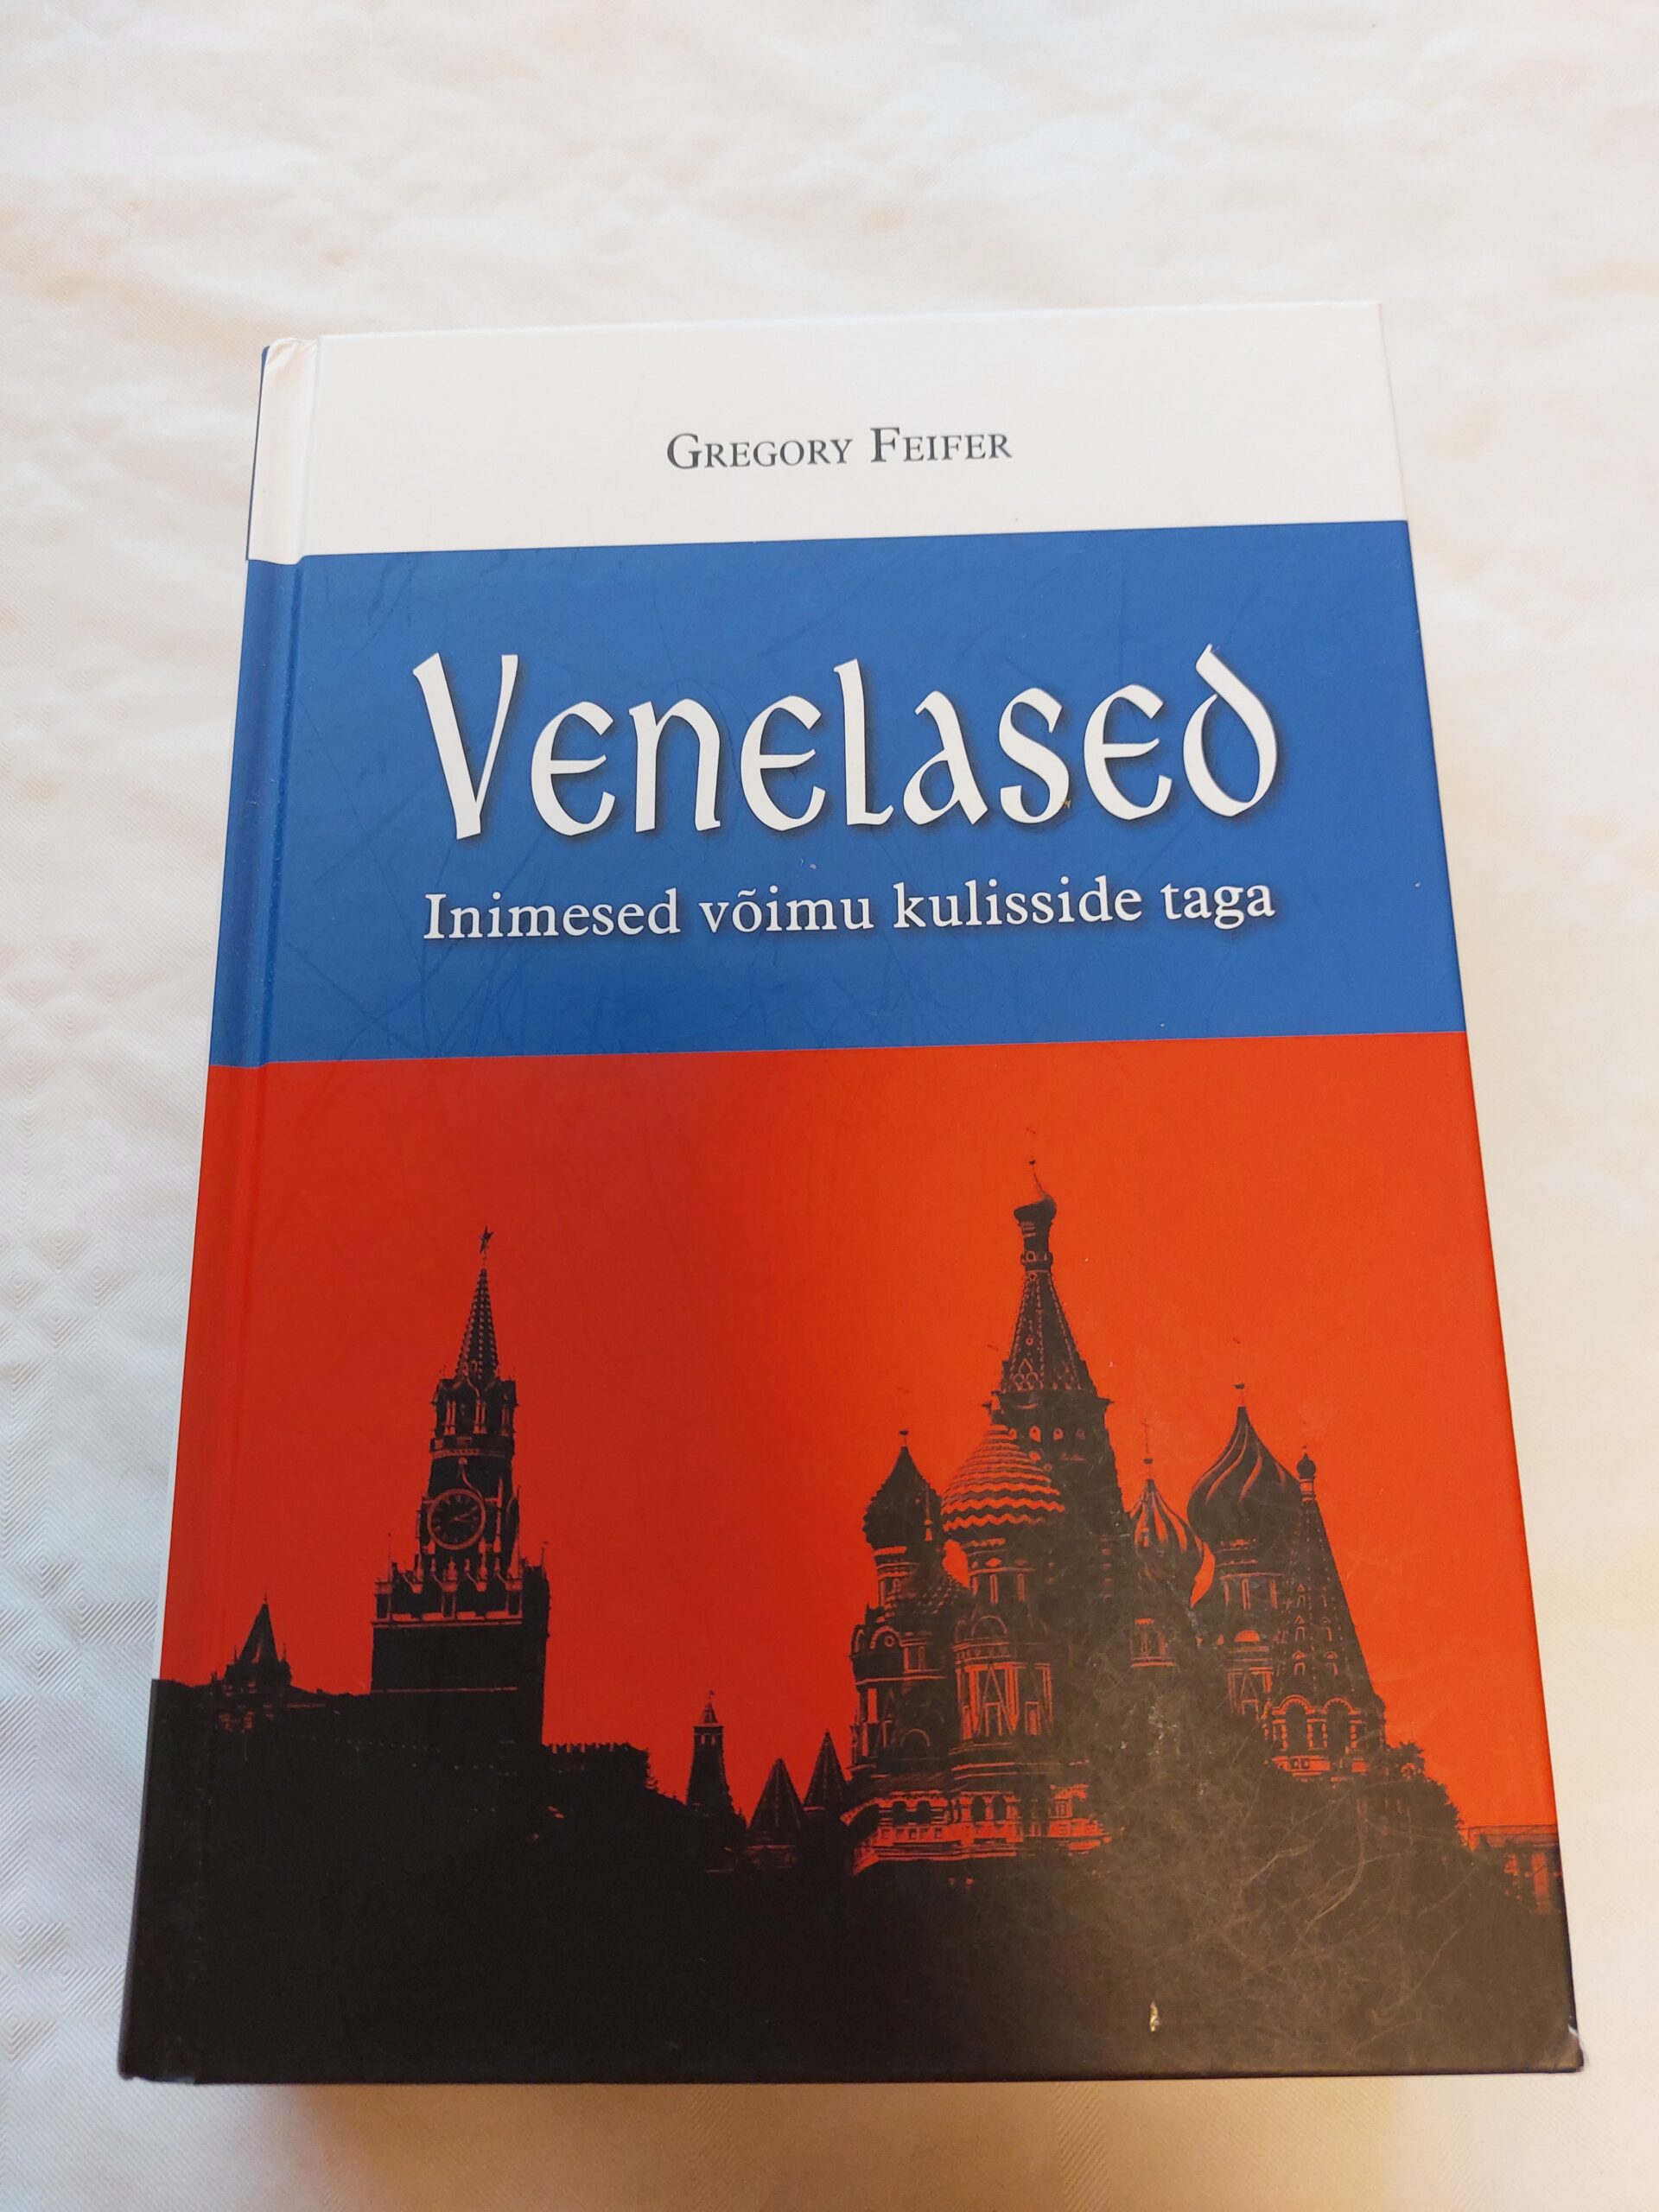 GREGORY FEIFER
VENELASED
Inimesed võimu kulisside taga